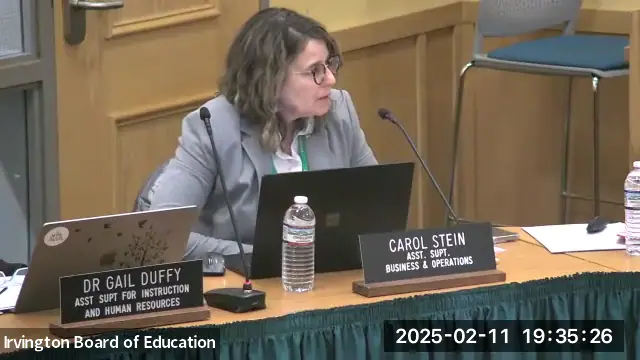 CAROL STEIN
ASST. SUPT.
BUSINESS & OPERATIONS
DR GAIL DUFFY
ASST SUPT FOR INSTRUCTION
AND HUMAN RESOURCES
Irvington Board of Education
2025-02-11 19:35:26